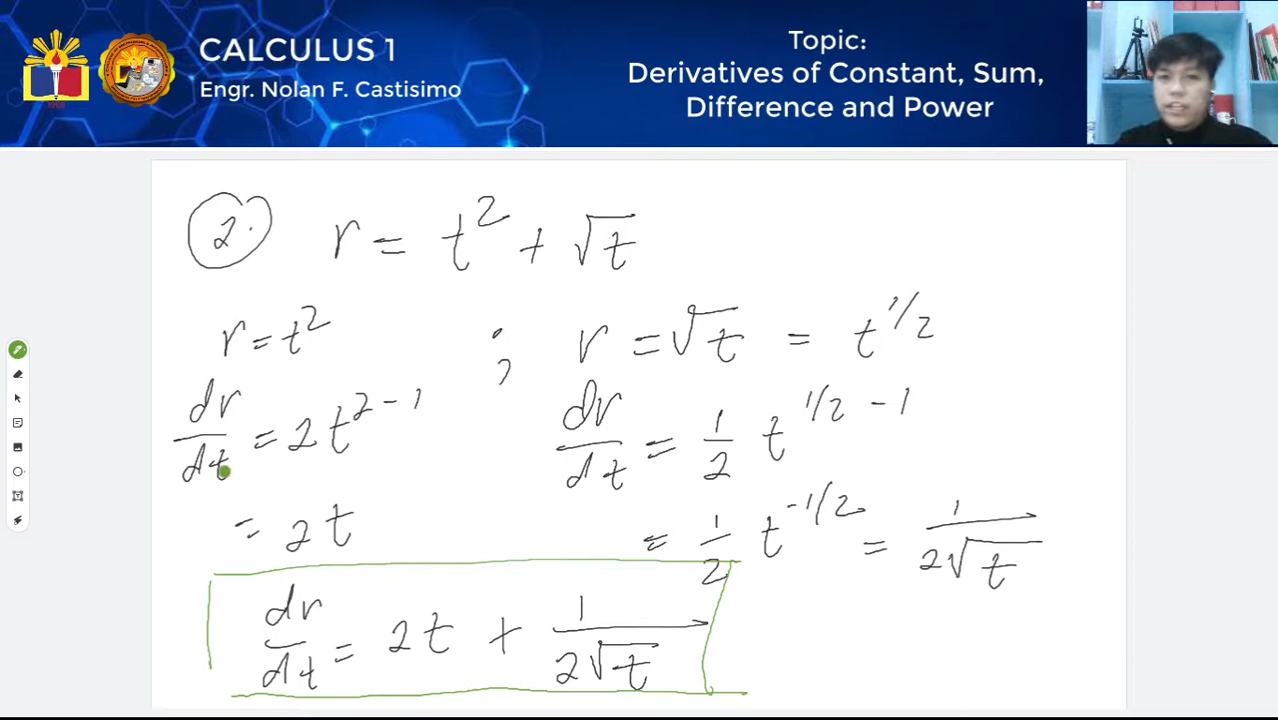 CALCULUS 1
Engr. Nolan F. Castisimo
Topic:
Derivatives of Constant, Sum,
Difference and Power
2. r = t² + √t
r = t² ; r = √t = t^1/2
dr/dt = 2t^2-1 dr/dt = 1/2 t^1/2 -1
= 2t = 1/2 t^-1/2 = 1/2√t
dr/dt = 2t + 1/2√t